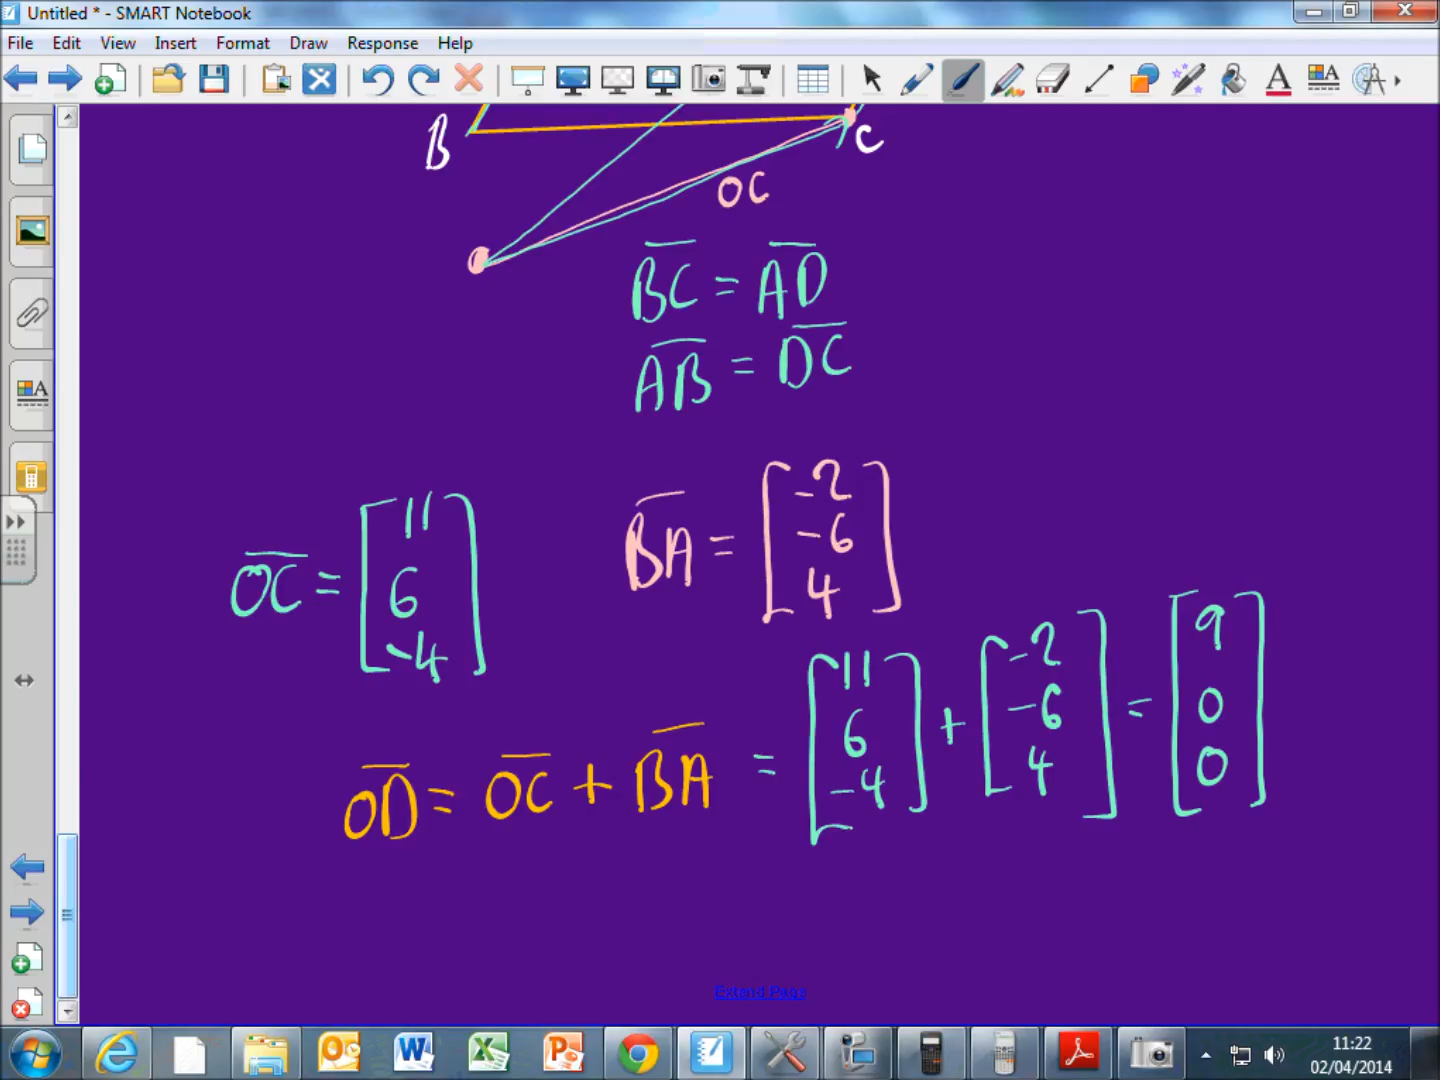 Untitled * - SMART Notebook
File Edit View Insert Format Draw Response Help
B
C
OC
BC = AD
AB = DC
OC = [11
6
-4]
BA = [-2
-6
4]
OD = OC + BA = [11
6
-4] + [-2
-6
4] = [9
0
0]
Extend Page
11:22
02/04/2014